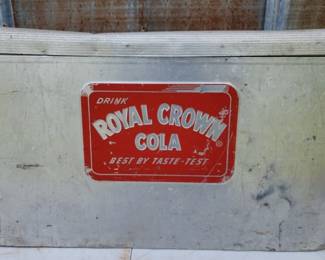 DRINK
ROYAL CROWN
COLA ®
BEST BY TASTE-TEST